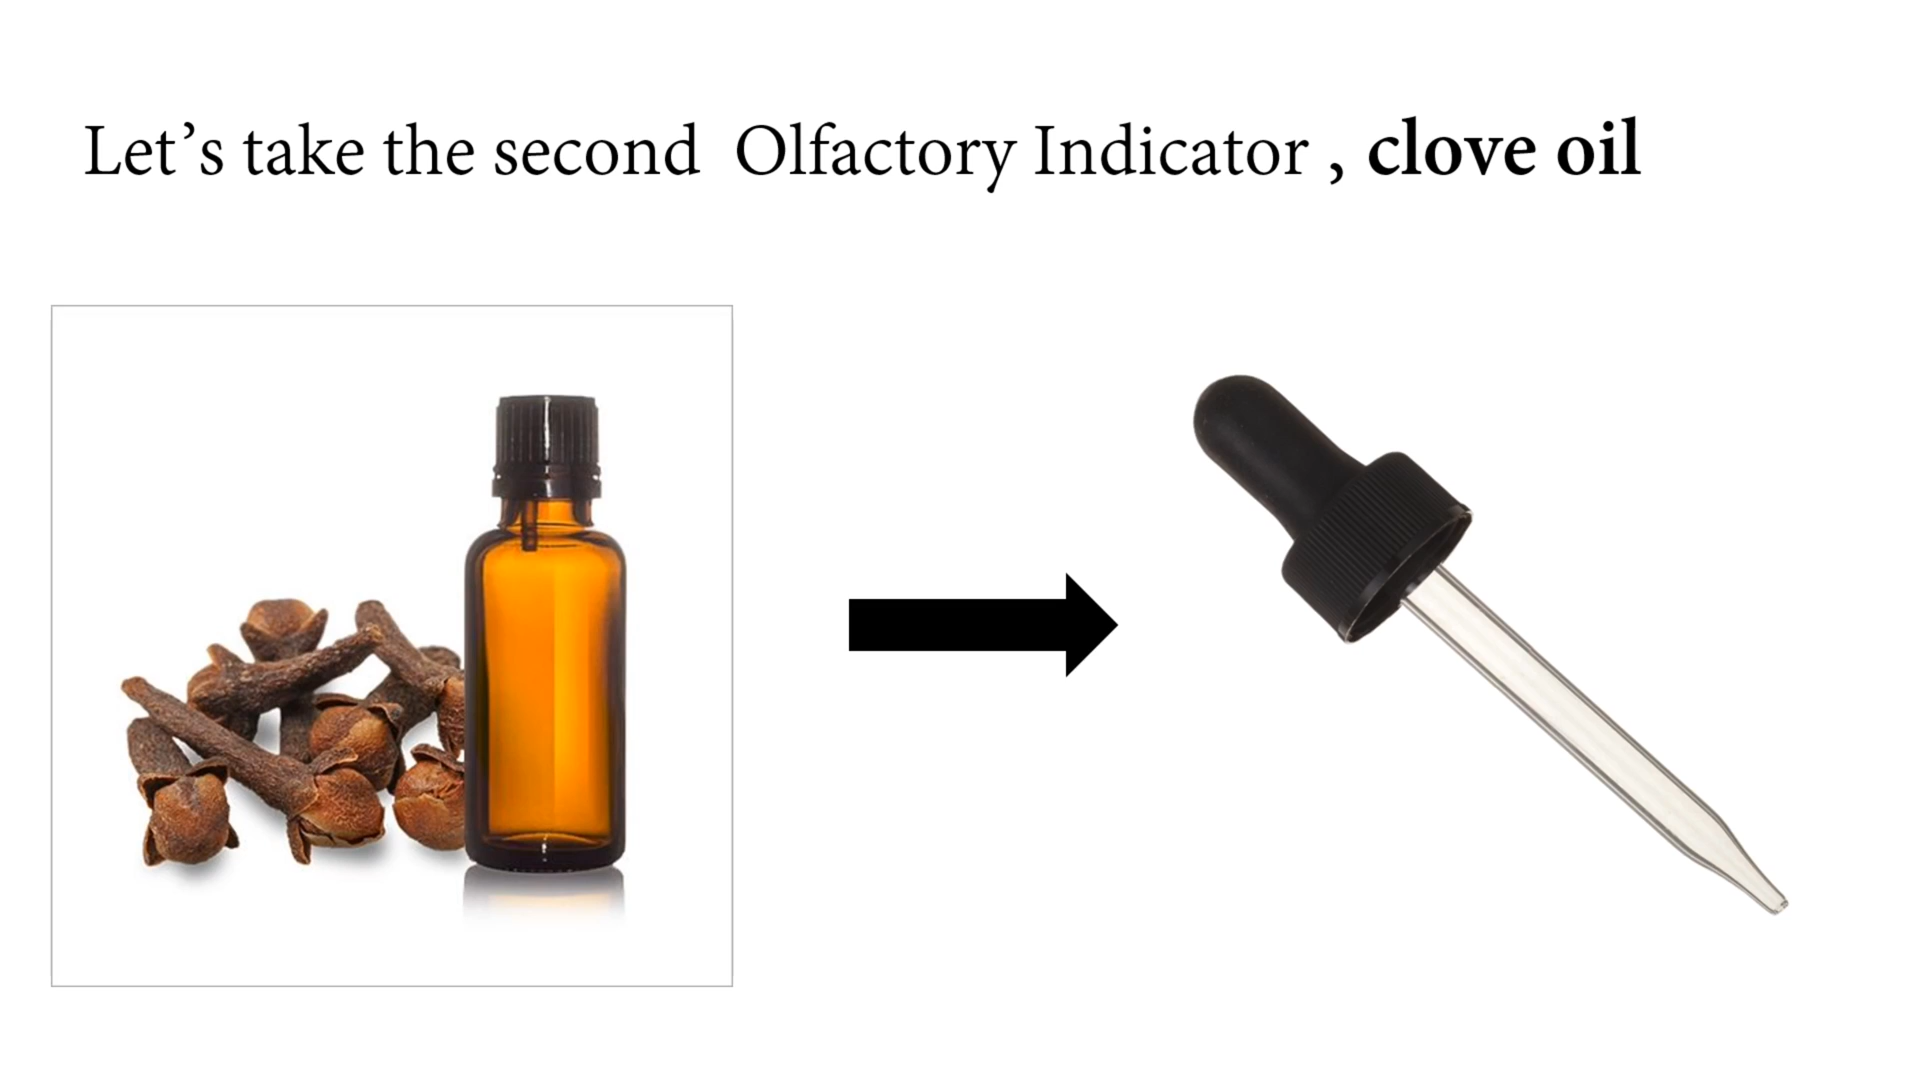 Let’s take the second  Olfactory Indicator , clove oil